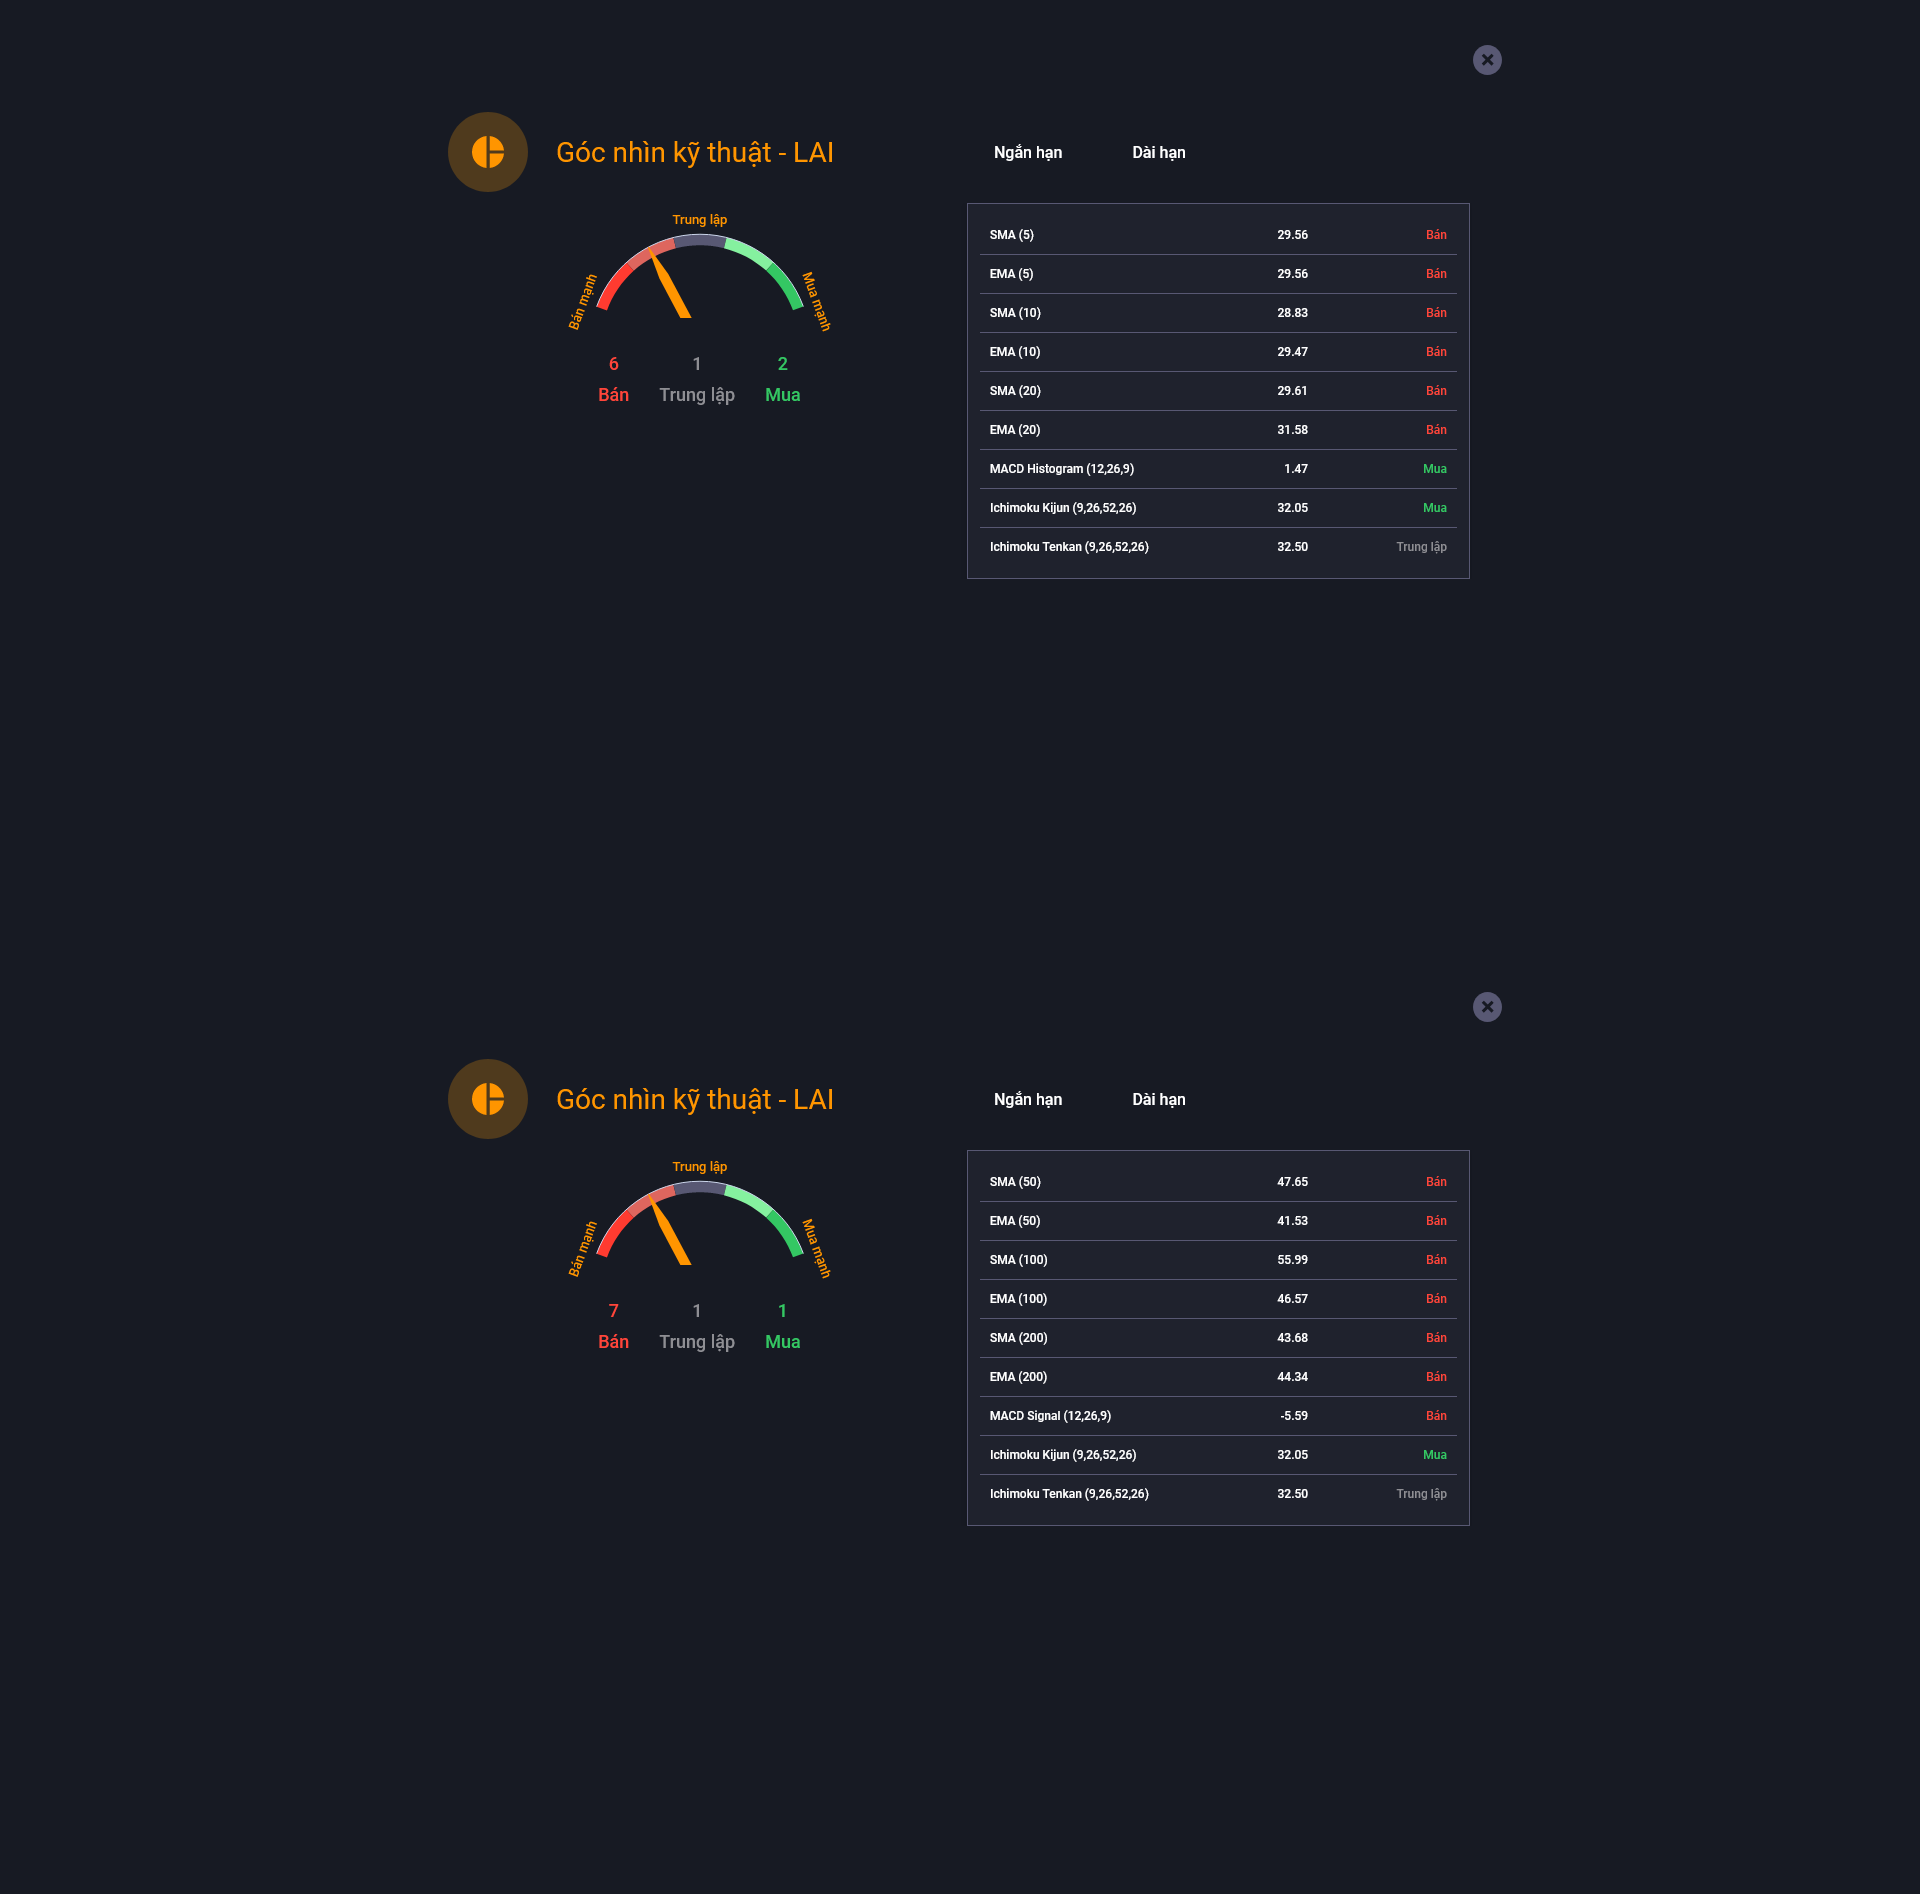 Góc nhìn kỹ thuật - LAI
Ngắn hạn Dài hạn
Trung lập
Bán mạnh
Mua mạnh
6 1 2
Bán Trung lập Mua
SMA (5) 29.56 Bán
EMA (5) 29.56 Bán
SMA (10) 28.83 Bán
EMA (10) 29.47 Bán
SMA (20) 29.61 Bán
EMA (20) 31.58 Bán
MACD Histogram (12,26,9) 1.47 Mua
Ichimoku Kijun (9,26,52,26) 32.05 Mua
Ichimoku Tenkan (9,26,52,26) 32.50 Trung lập
Góc nhìn kỹ thuật - LAI
Ngắn hạn Dài hạn
Trung lập
Bán mạnh
Mua mạnh
7 1 1
Bán Trung lập Mua
SMA (50) 47.65 Bán
EMA (50) 41.53 Bán
SMA (100) 55.99 Bán
EMA (100) 46.57 Bán
SMA (200) 43.68 Bán
EMA (200) 44.34 Bán
MACD Signal (12,26,9) -5.59 Bán
Ichimoku Kijun (9,26,52,26) 32.05 Mua
Ichimoku Tenkan (9,26,52,26) 32.50 Trung lập